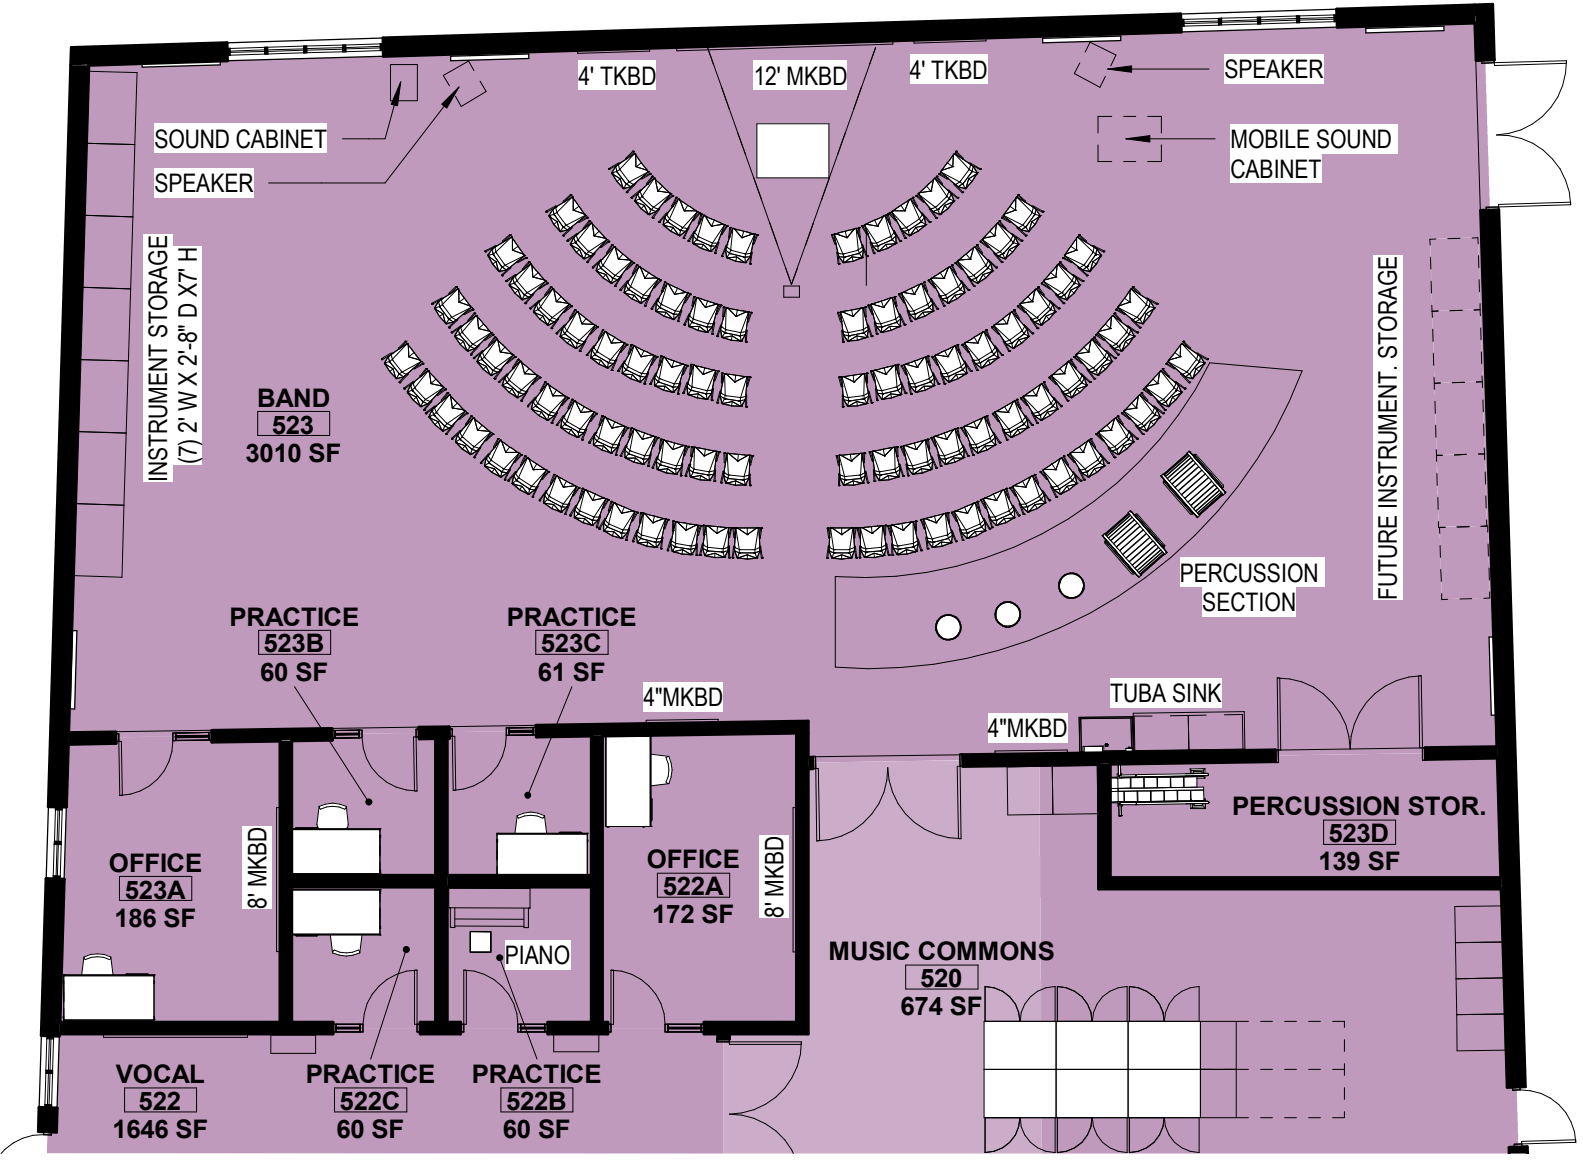 4' TKBD
12' MKBD
4' TKBD
SPEAKER
SOUND CABINET
SPEAKER
MOBILE SOUND
CABINET
INSTRUMENT STORAGE
(7) 2' W X 2'-8" D X7' H
FUTURE INSTRUMENT. STORAGE
BAND
523
3010 SF
PERCUSSION
SECTION
PRACTICE
523B
60 SF
PRACTICE
523C
61 SF
4"MKBD
TUBA SINK
4"MKBD
PERCUSSION STOR.
523D
139 SF
OFFICE
523A
186 SF
8' MKBD
OFFICE
522A
172 SF
8' MKBD
PIANO
MUSIC COMMONS
520
674 SF
VOCAL
522
1646 SF
PRACTICE
522C
60 SF
PRACTICE
522B
60 SF